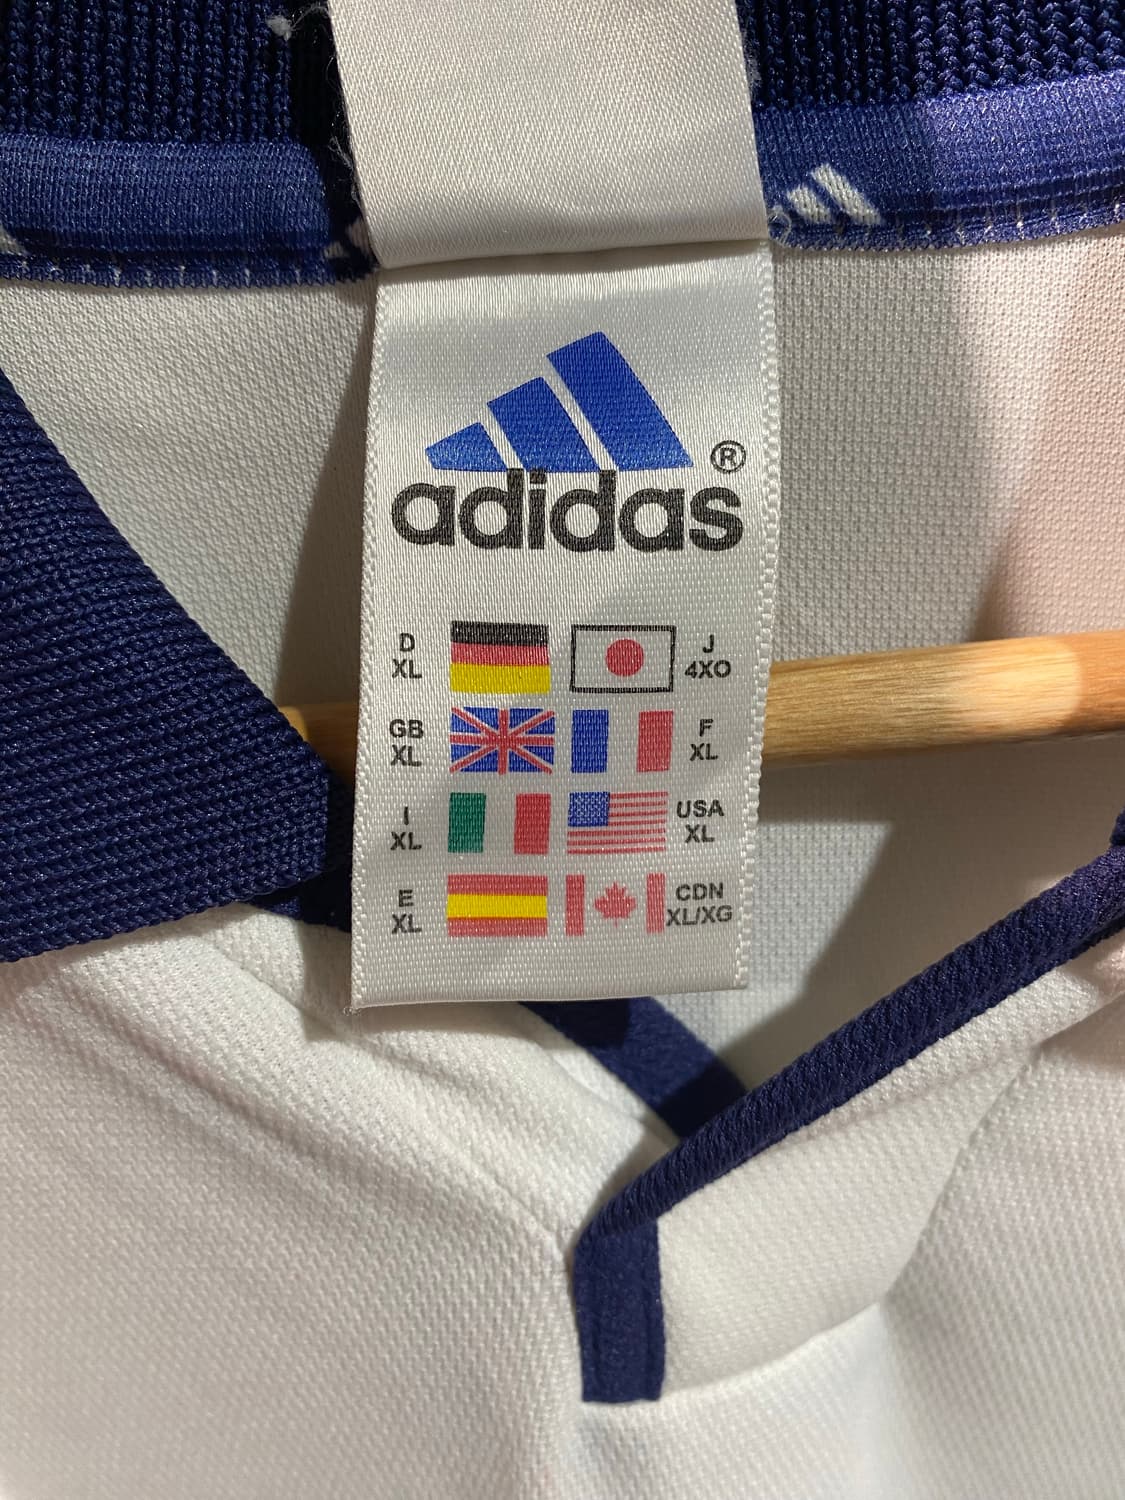 adidas ®
D XL J 4XO
GB XL F XL
I XL USA XL
E XL CDN XL/XG